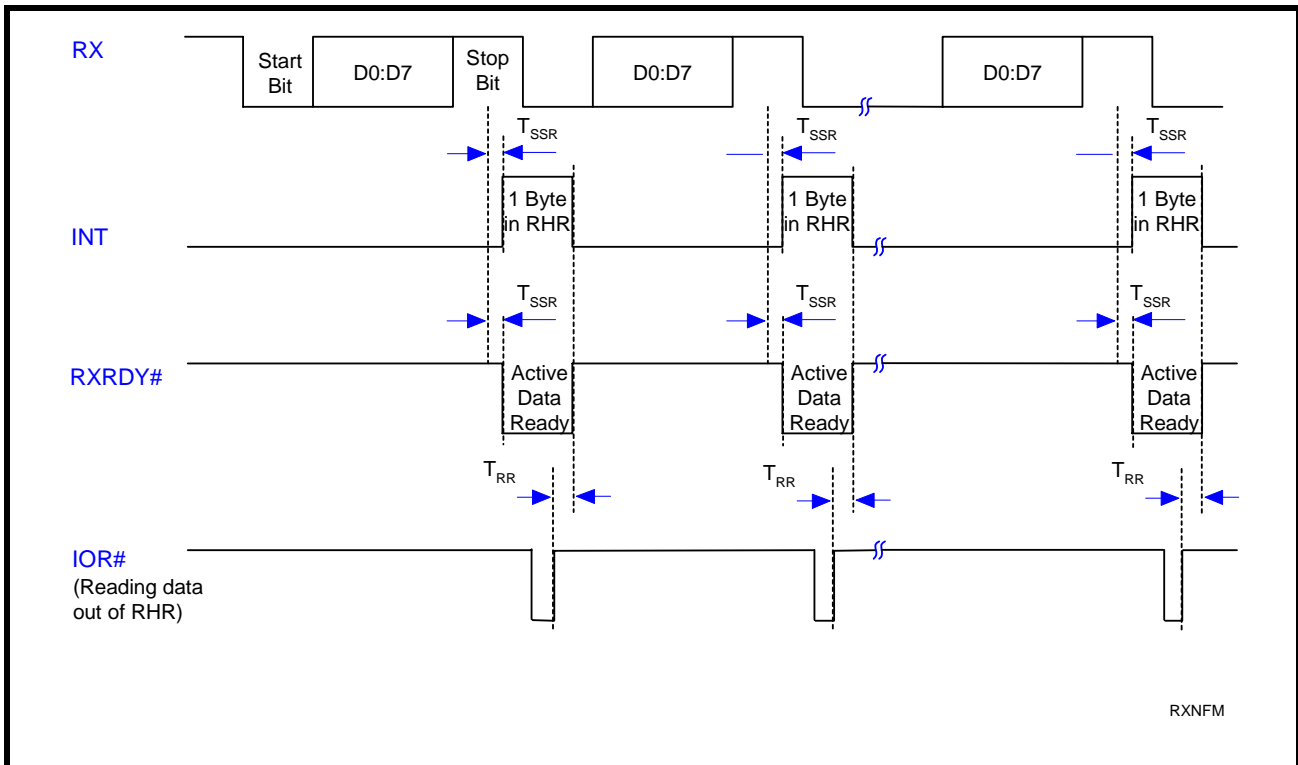 RX
Start
Bit
D0:D7
Stop
Bit
D0:D7
D0:D7
TSSR
TSSR
TSSR
INT
1 Byte
in RHR
1 Byte
in RHR
1 Byte
in RHR
TSSR
TSSR
TSSR
RXRDY#
Active
Data
Ready
Active
Data
Ready
Active
Data
Ready
TRR
TRR
TRR
IOR#
(Reading data
out of RHR)
RXNFM